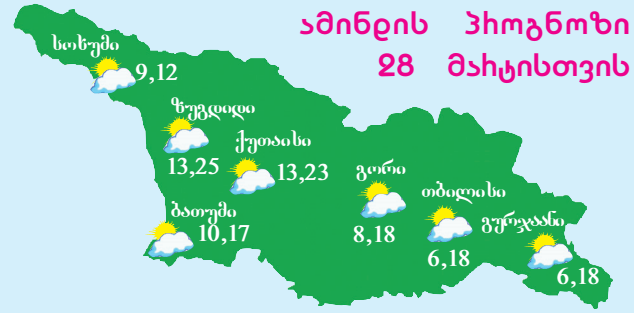 ამინდის პროგნოზი
28 მარტისთვის
სოხუმი
9,12
ზუგდიდი
13,25
ქუთაისი
13,23
ბათუმი
10,17
გორი
8,18
თბილისი
6,18
გურჯაანი
6,18